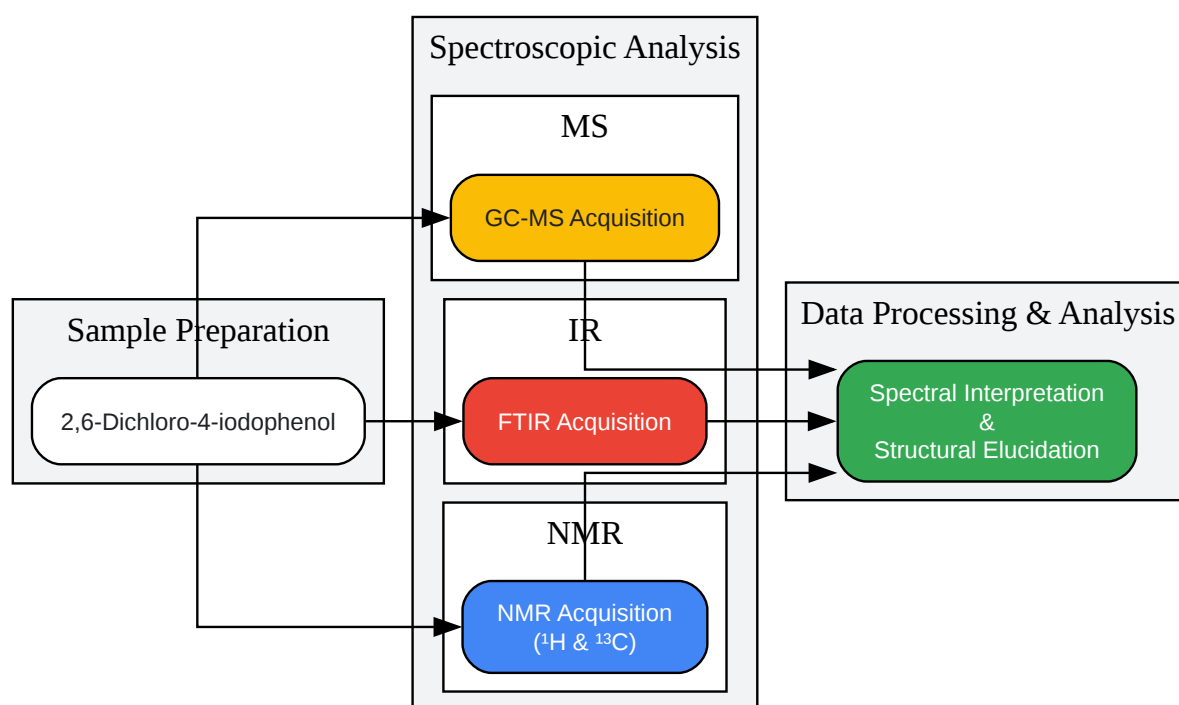 Spectroscopic Analysis
MS
GC-MS Acquisition
Sample Preparation
2,6-Dichloro-4-iodophenol
IR
FTIR Acquisition
NMR
NMR Acquisition
(¹H & ¹³C)
Data Processing & Analysis
Spectral Interpretation
&
Structural Elucidation